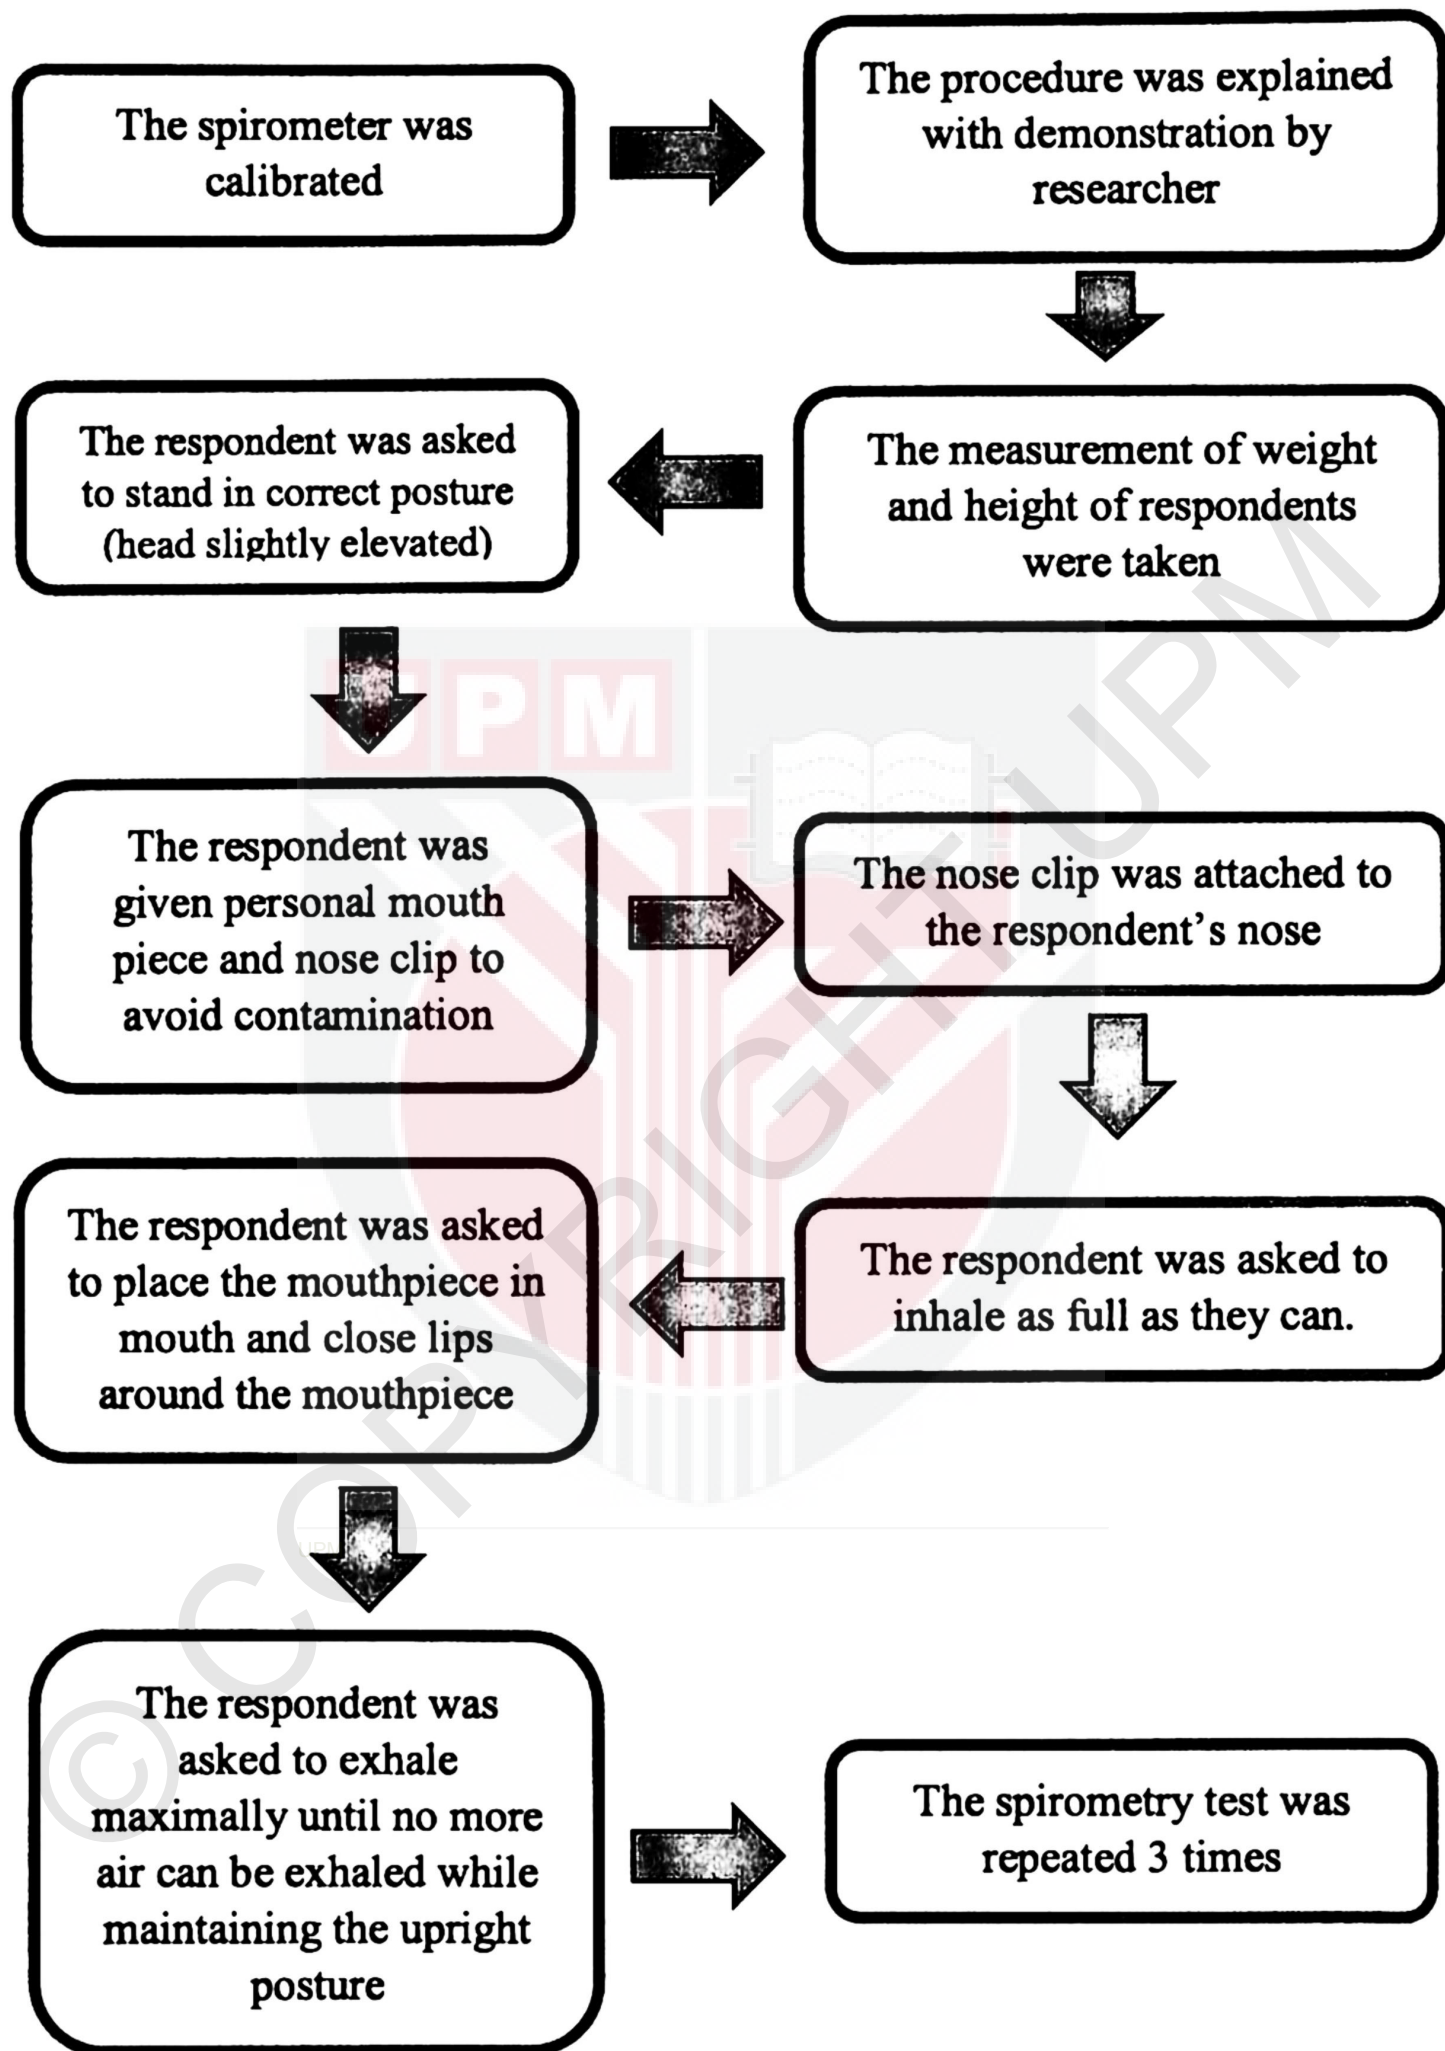 The spirometer was
calibrated
The procedure was explained
with demonstration by
researcher
The measurement of weight
and height of respondents
were taken
The respondent was asked
to stand in correct posture
(head slightly elevated)
The respondent was
given personal mouth
piece and nose clip to
avoid contamination
The nose clip was attached to
the respondent's nose
The respondent was asked to
inhale as full as they can.
The respondent was asked
to place the mouthpiece in
mouth and close lips
around the mouthpiece
The respondent was
asked to exhale
maximally until no more
air can be exhaled while
maintaining the upright
posture
The spirometry test was
repeated 3 times
UPM
© COPYRIGHT UPM
UPM